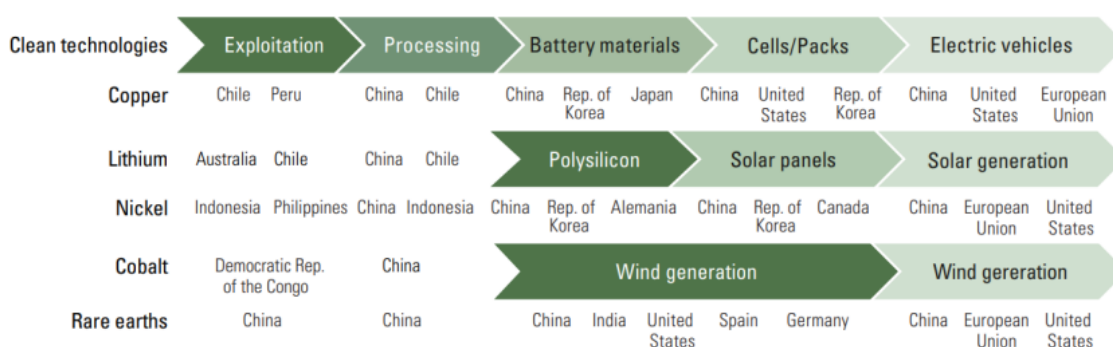 Clean technologies Exploitation Processing Battery materials Cells/Packs Electric vehicles
Copper Chile Peru China Chile China Rep. of Korea Japan China United States Rep. of Korea China United States European Union
Lithium Australia Chile China Chile Polysilicon Solar panels Solar generation
Nickel Indonesia Philippines China Indonesia China Rep. of Korea Alemania China Rep. of Korea Canada China European Union United States
Cobalt Democratic Rep. of the Congo China Wind generation Wind gereration
Rare earths China China China India United States Spain Germany China European Union United States